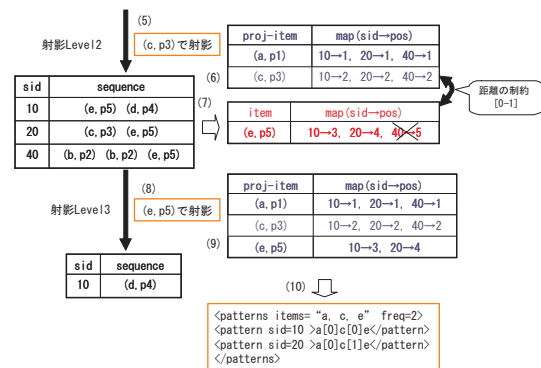 (5)
射影Level2
(c,p3)で射影
proj-item map(sid→pos)
(a,p1) 10→1, 20→1, 40→1
(c,p3) 10→2, 20→2, 40→2
(6)
距離の制約
[0-1]
sid sequence
10 (e,p5) (d,p4)
20 (c,p3) (e,p5)
40 (b,p2) (b,p2) (e,p5)
(7)
item map(sid→pos)
(e,p5) 10→3, 20→4, 40→5
(8)
射影Level3
(e,p5)で射影
proj-item map(sid→pos)
(a,p1) 10→1, 20→1, 40→1
(c,p3) 10→2, 20→2, 40→2
(e,p5) 10→3, 20→4
(9)
sid sequence
10 (d,p4)
(10)
<patterns items= “a, c, e” freq=2>
<pattern sid=10 >a[0]c[0]e</pattern>
<pattern sid=20 >a[0]c[1]e</pattern>
</patterns>